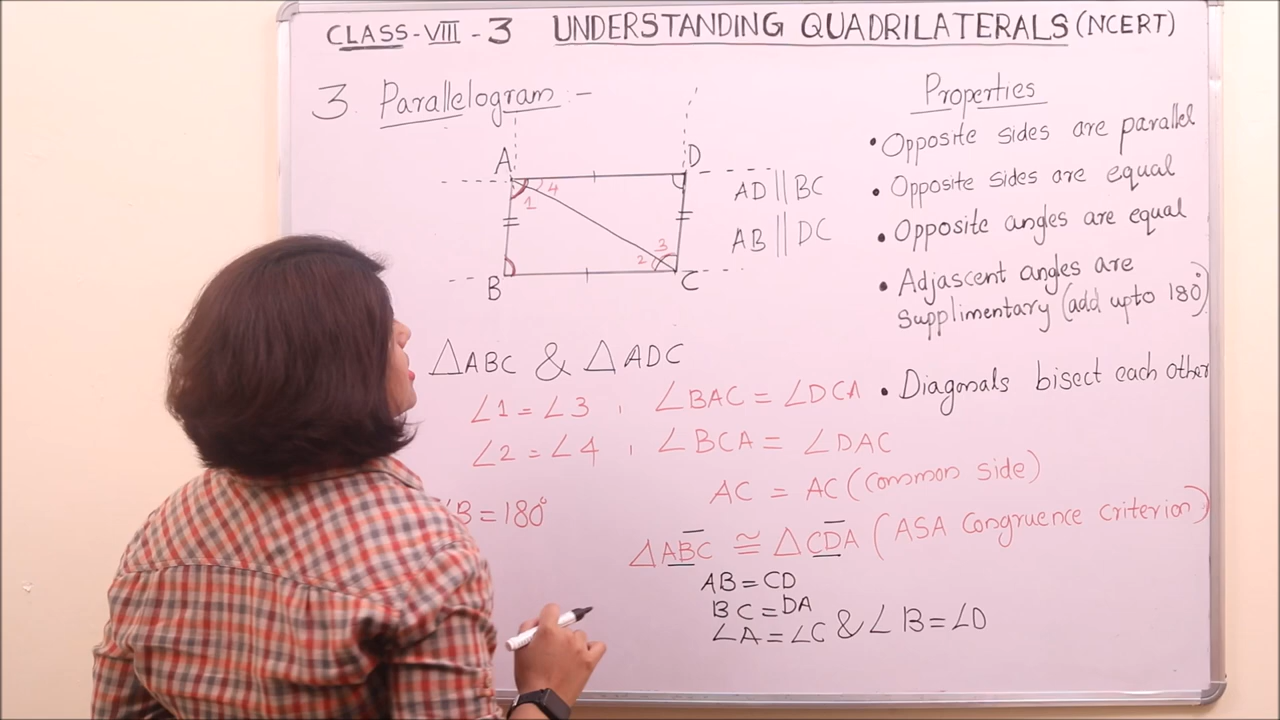 CLASS-VIII - 3 UNDERSTANDING QUADRILATERALS (NCERT)
3. Parallelogram :-
A
D
B
C
1
4
2
3
AD || BC
AB || DC
Properties
• Opposite sides are parallel
• Opposite sides are equal
• Opposite angles are equal
• Adjascent angles are
supplimentary (add upto 180°)
• Diagonals bisect each other
△ABC & △ADC
∠1 = ∠3 , ∠BAC = ∠DCA
∠2 = ∠4 , ∠BCA = ∠DAC
AC = AC (Common side)
∠B = 180°
△ABC ≅ △CDA (ASA Congruence criterion)
AB = CD
BC = DA
∠A = ∠C & ∠B = ∠D